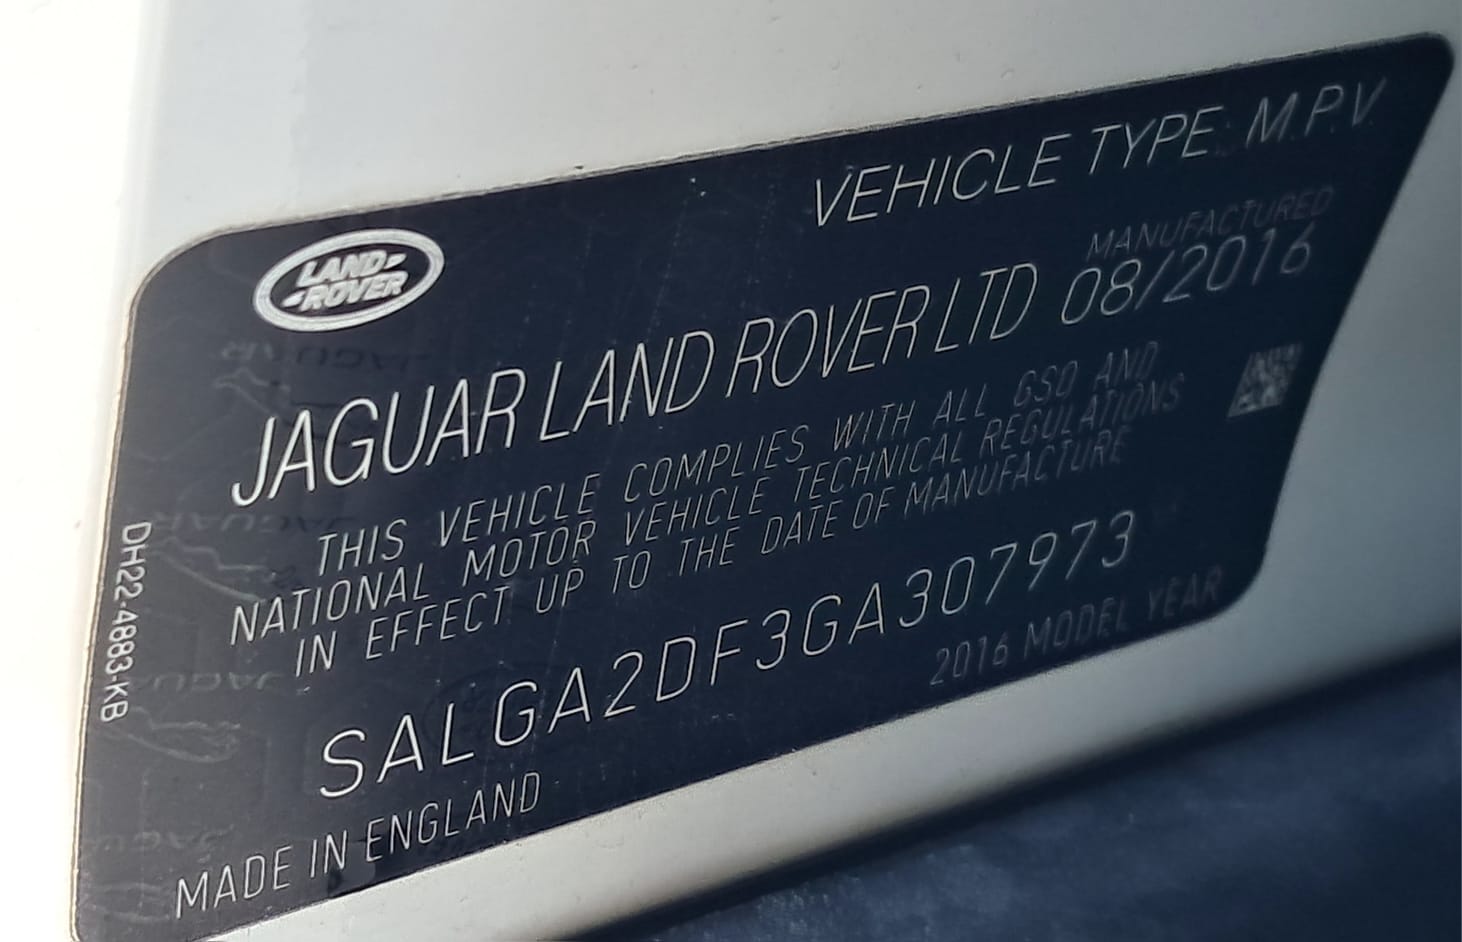 VEHICLE TYPE: M.P.V.
LAND-
-ROVER
MANUFACTURED
JAGUAR LAND ROVER LTD 08/2016
THIS VEHICLE COMPLIES WITH ALL GSO AND
NATIONAL MOTOR VEHICLE TECHNICAL REGULATIONS
IN EFFECT UP TO THE DATE OF MANUFACTURE
SALGA2DF3GA307973
2016 MODEL YEAR
MADE IN ENGLAND
DH22-4883-KB
JAGUAR
JAGUAR